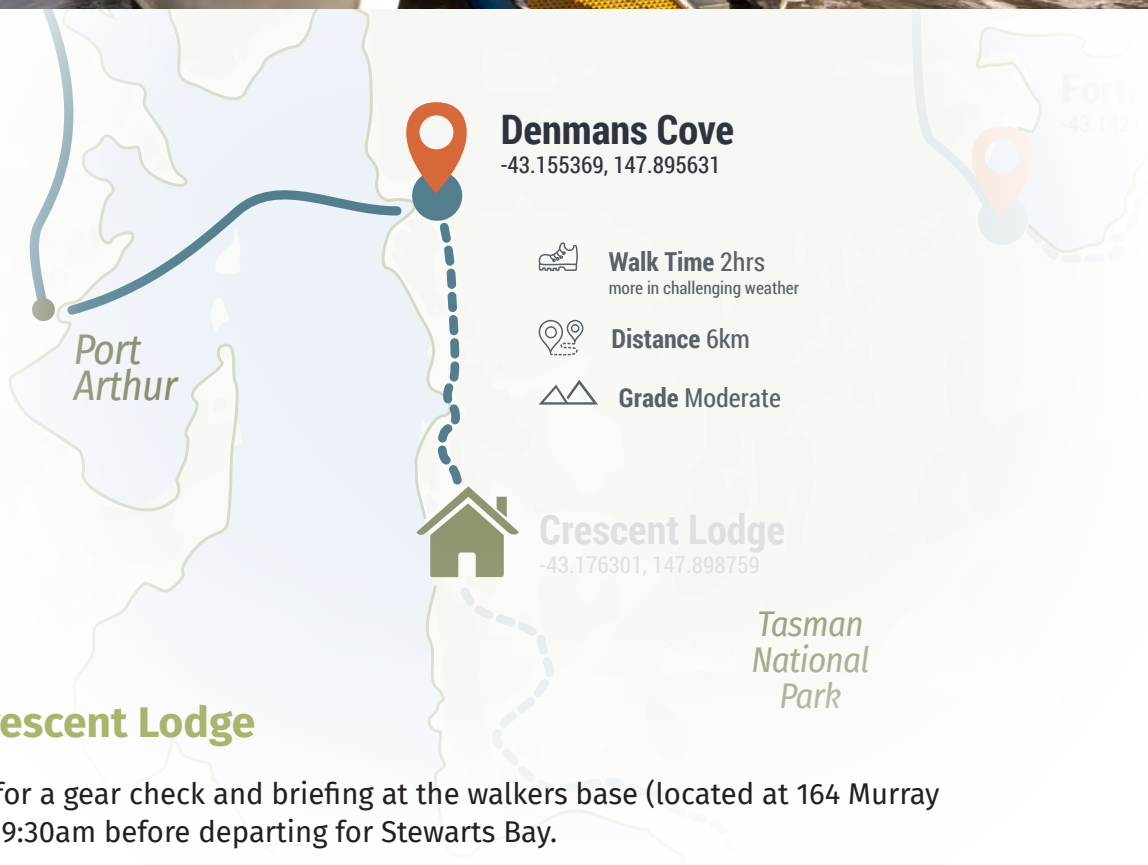 Denmans Cove
-43.155369, 147.895631
Walk Time 2hrs
more in challenging weather
Distance 6km
Grade Moderate
Port
Arthur
Crescent Lodge
-43.176301, 147.898759
Tasman
National
Park
escent Lodge
for a gear check and briefing at the walkers base (located at 164 Murray
9:30am before departing for Stewarts Bay.